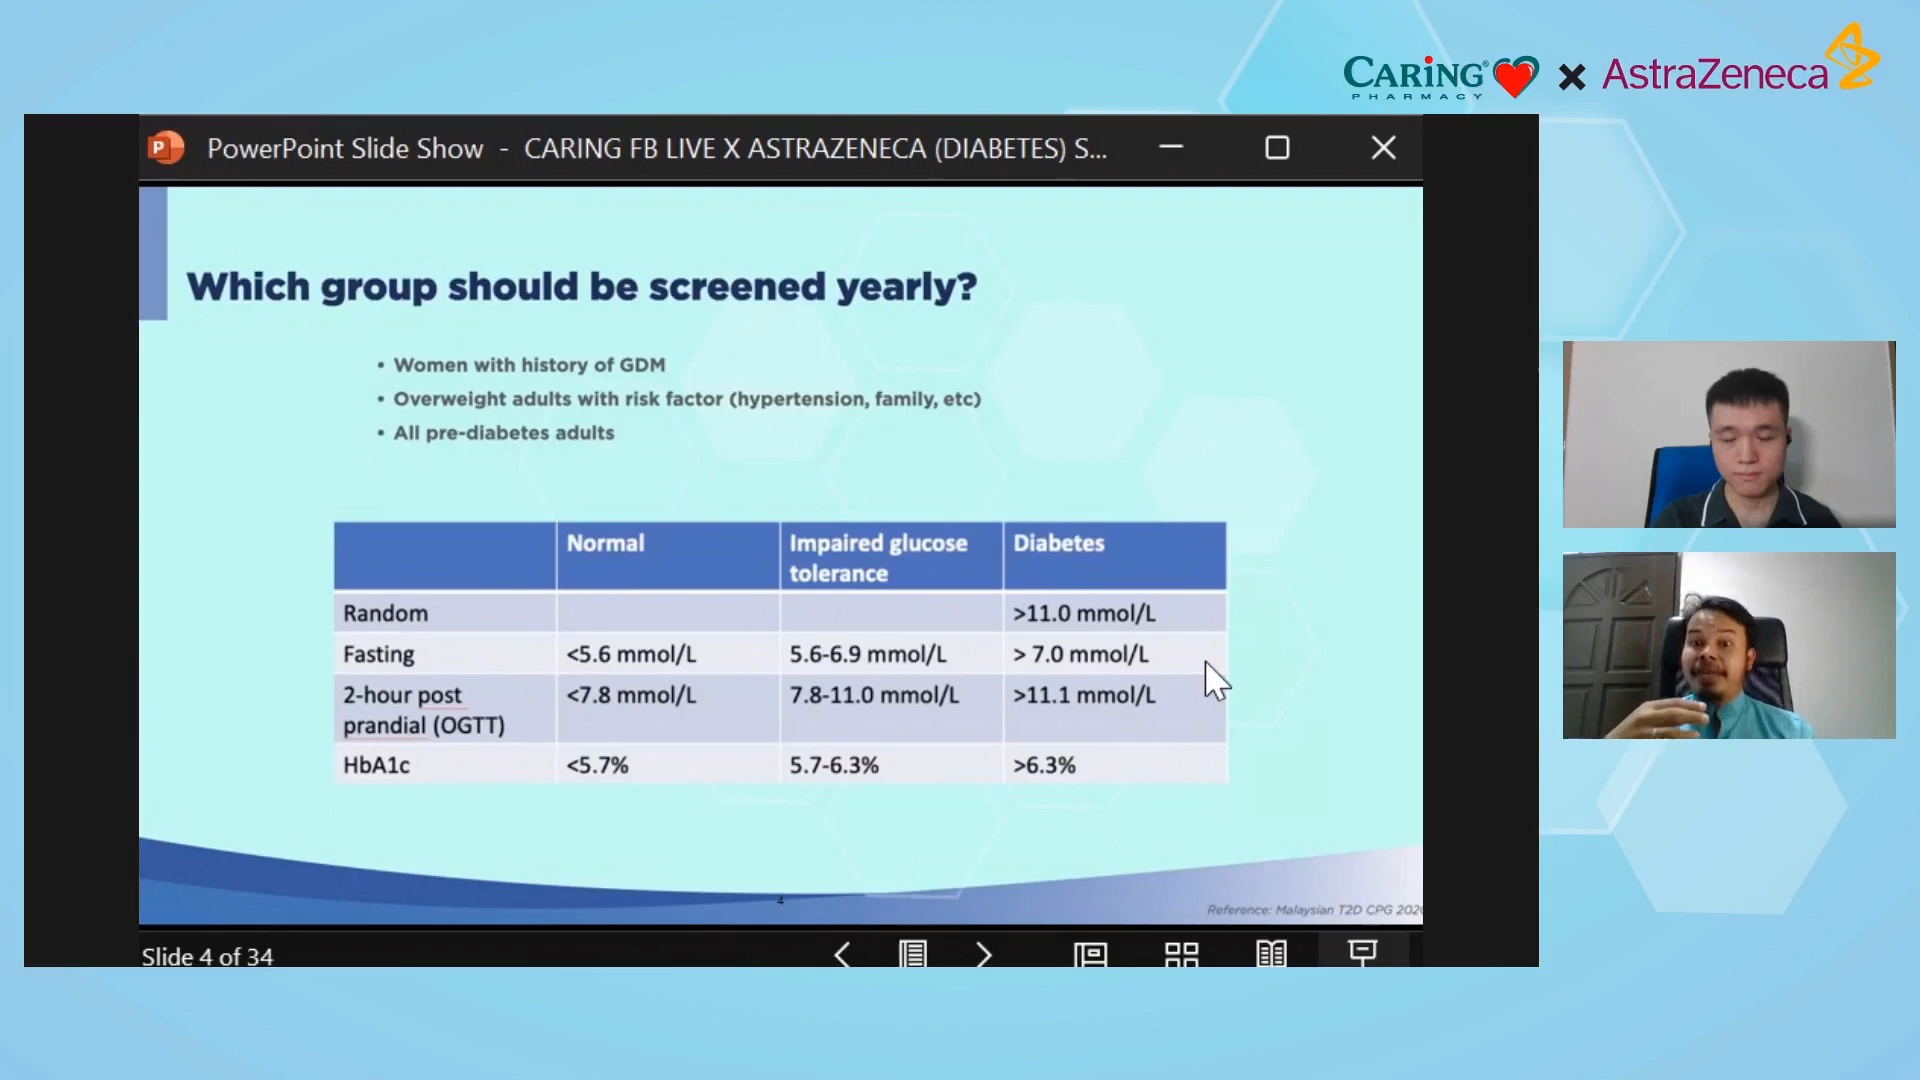 CARiNG®
PHARMACY
AstraZeneca
PowerPoint Slide Show - CARING FB LIVE X ASTRAZENECA (DIABETES) S...
Which group should be screened yearly?
• Women with history of GDM
• Overweight adults with risk factor (hypertension, family, etc)
• All pre-diabetes adults
Normal
Impaired glucose
tolerance
Diabetes
Random
>11.0 mmol/L
Fasting
<5.6 mmol/L
5.6-6.9 mmol/L
> 7.0 mmol/L
2-hour post
prandial (OGTT)
<7.8 mmol/L
7.8-11.0 mmol/L
>11.1 mmol/L
HbA1c
<5.7%
5.7-6.3%
>6.3%
4
Reference: Malaysian T2D CPG 2020
Slide 4 of 34